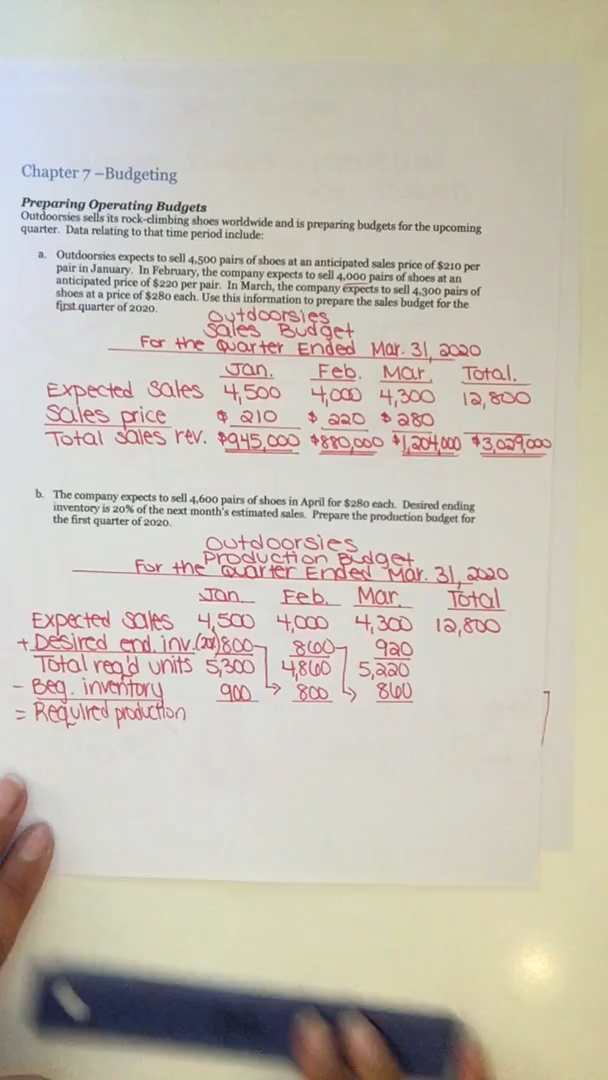 Chapter 7 –Budgeting
Preparing Operating Budgets
Outdoorsies sells its rock-climbing shoes worldwide and is preparing budgets for the upcoming
quarter. Data relating to that time period include:
a. Outdoorsies expects to sell 4,500 pairs of shoes at an anticipated sales price of $210 per
pair in January. In February, the company expects to sell 4,000 pairs of shoes at an
anticipated price of $220 per pair. In March, the company expects to sell 4,300 pairs of
shoes at a price of $280 each. Use this information to prepare the sales budget for the
first quarter of 2020.
Outdoorsies
Sales Budget
For the Quarter Ended Mar. 31, 2020
Jan. Feb. Mar. Total.
Expected Sales 4,500 4,000 4,300 12,800
Sales price $ 210 $ 220 $ 280
Total sales rev. $945,000 $880,000 $1,204,000 $3,029,000
b. The company expects to sell 4,600 pairs of shoes in April for $280 each. Desired ending
inventory is 20% of the next month's estimated sales. Prepare the production budget for
the first quarter of 2020.
Outdoorsies
Production Budget
For the Quarter Ended Mar. 31, 2020
Jan. Feb. Mar. Total
Expected Sales 4,500 4,000 4,300 12,800
+ Desired end. inv. 800 860 920
Total req'd units 5,300 4,860 5,220
- Beg. inventory 900 800 860
= Required production